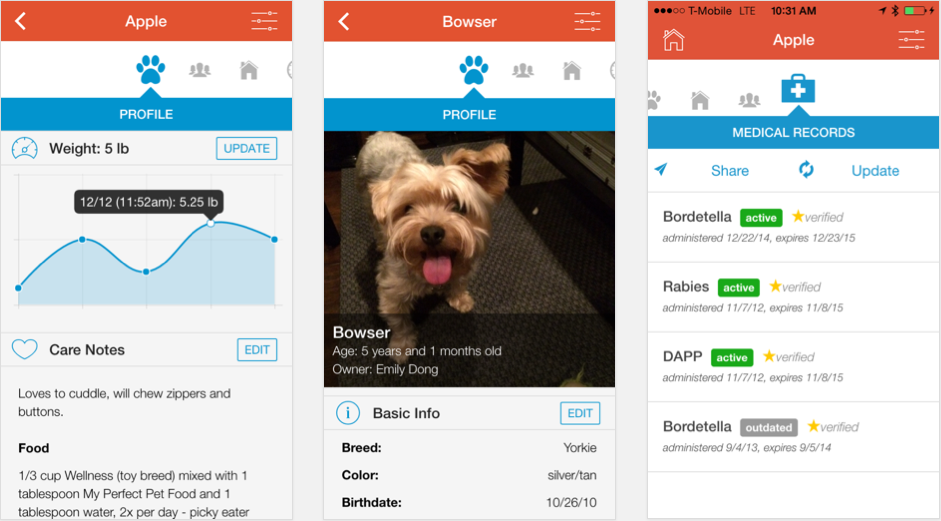 Apple
PROFILE
Weight: 5 lb
UPDATE
12/12 (11:52am): 5.25 lb
Care Notes
EDIT
Loves to cuddle, will chew zippers and
buttons.
Food
1/3 cup Wellness (toy breed) mixed with 1
tablespoon My Perfect Pet Food and 1
tablespoon water, 2x per day - picky eater
Bowser
PROFILE
Bowser
Age: 5 years and 1 months old
Owner: Emily Dong
Basic Info
EDIT
Breed: Yorkie
Color: silver/tan
Birthdate: 10/26/10
T-Mobile LTE 10:31 AM
Apple
MEDICAL RECORDS
Share Update
Bordetella active verified
administered 12/22/14, expires 12/23/15
Rabies active verified
administered 11/7/12, expires 11/8/15
DAPP active verified
administered 11/7/12, expires 11/8/15
Bordetella outdated verified
administered 9/4/13, expires 9/5/14